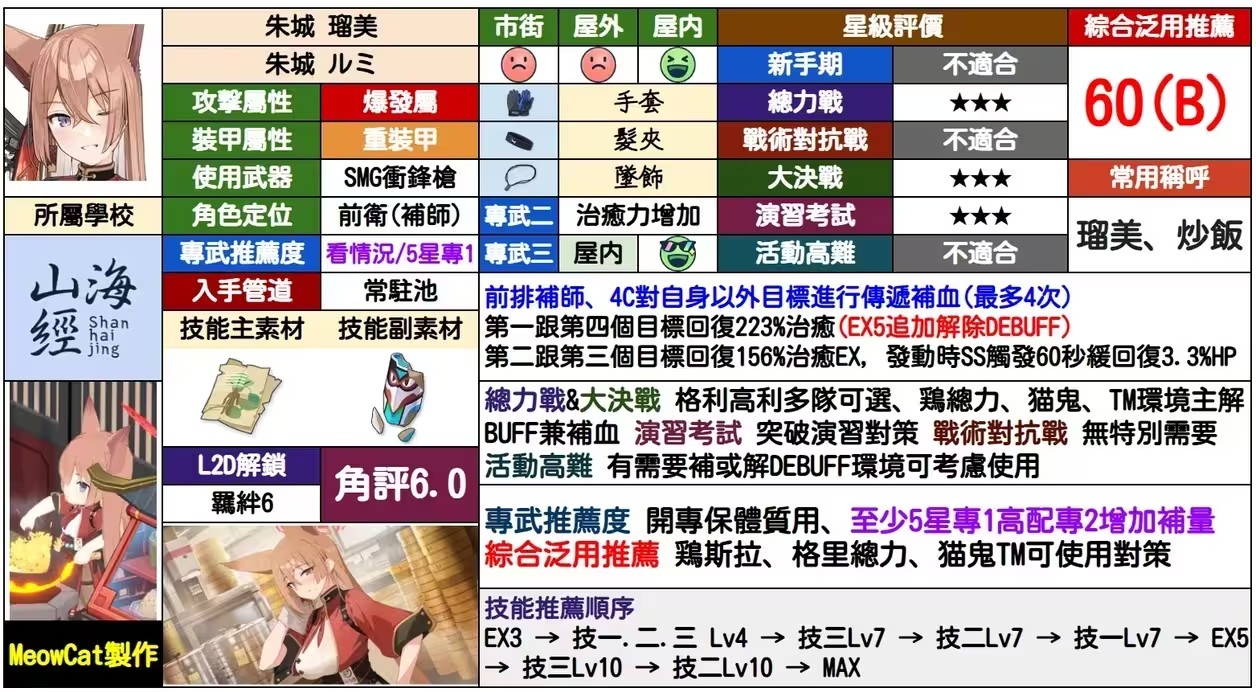 朱城 瑠美
市街 屋外 屋内 星級評價 綜合泛用推薦
朱城 ルミ
新手期 不適合
60(B)
攻擊屬性 爆發屬
手套
總力戰 ★★★
裝甲屬性 重裝甲
髮夾
戰術對抗戰 不適合
使用武器 SMG衝鋒槍
墜飾
大決戰 ★★★
常用稱呼
所屬學校
角色定位 前衛(補師)
專武二 治癒力增加
演習考試 ★★★
瑠美、炒飯
專武推薦度 看情況/5星專1
專武三 屋内
活動高難 不適合
山海經
Shan
hai
jing
入手管道 常駐池
技能主素材 技能副素材
前排補師、4C對自身以外目標進行傳遞補血(最多4次)
第一跟第四個目標回復223%治癒(EX5追加解除DEBUFF)
第二跟第三個目標回復156%治癒EX, 發動時SS觸發60秒緩回復3.3%HP
總力戰&大決戰 格利高利多隊可選、鶏總力、猫鬼、TM環境主解
BUFF兼補血 演習考試 突破演習對策 戰術對抗戰 無特別需要
活動高難 有需要補或解DEBUFF環境可考慮使用
L2D解鎖
羈絆6
角評6.0
專武推薦度 開專保體質用、至少5星專1高配專2增加補量
綜合泛用推薦 鶏斯拉、格里總力、猫鬼TM可使用對策
技能推薦順序
EX3 → 技一.二.三 Lv4 → 技三Lv7 → 技二Lv7 → 技一Lv7 → EX5
→ 技三Lv10 → 技二Lv10 → MAX
MeowCat製作